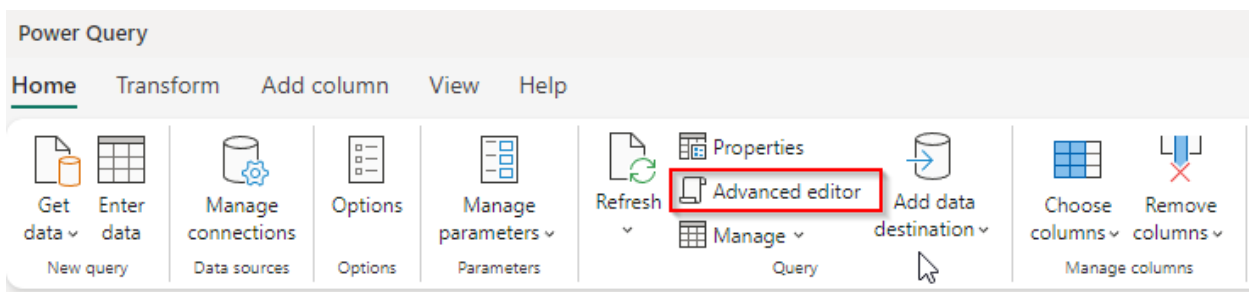 Power Query
Home Transform Add column View Help
Get data
Enter data
Manage connections
Options
Manage parameters
Refresh
Properties
Advanced editor
Manage
Add data destination
Choose columns
Remove columns
New query
Data sources
Options
Parameters
Query
Manage columns